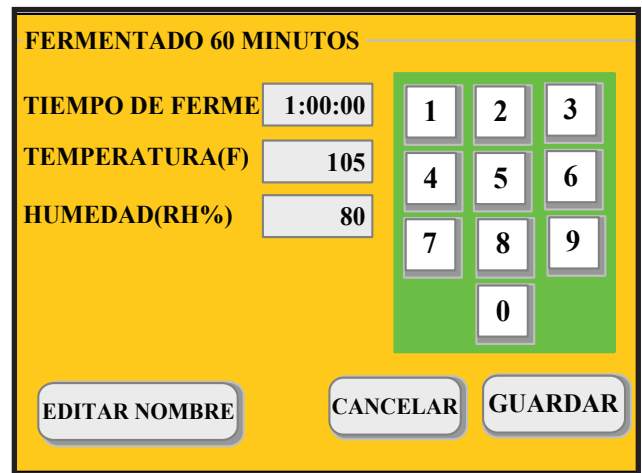 FERMENTADO 60 MINUTOS
TIEMPO DE FERME 1:00:00
TEMPERATURA(F) 105
HUMEDAD(RH%) 80
1 2 3
4 5 6
7 8 9
0
EDITAR NOMBRE CANCELAR GUARDAR